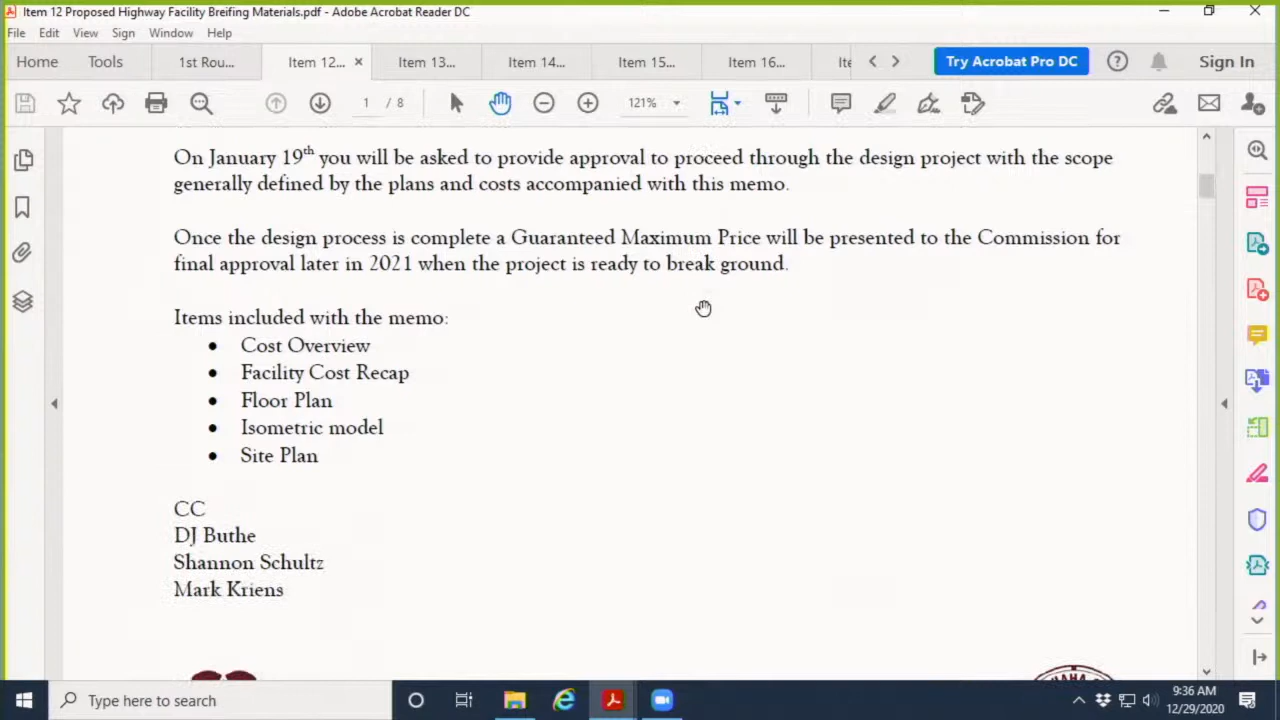 Item 12 Proposed Highway Facility Breifing Materials.pdf - Adobe Acrobat Reader DC
File Edit View Sign Window Help
Home Tools 1st Rou... Item 12... × Item 13... Item 14... Item 15... Item 16... Ite Try Acrobat Pro DC Sign In
1 / 8 121%
On January 19th you will be asked to provide approval to proceed through the design project with the scope
generally defined by the plans and costs accompanied with this memo.
Once the design process is complete a Guaranteed Maximum Price will be presented to the Commission for
final approval later in 2021 when the project is ready to break ground.
Items included with the memo:
• Cost Overview
• Facility Cost Recap
• Floor Plan
• Isometric model
• Site Plan
CC
DJ Buthe
Shannon Schultz
Mark Kriens
Type here to search
9:36 AM
12/29/2020